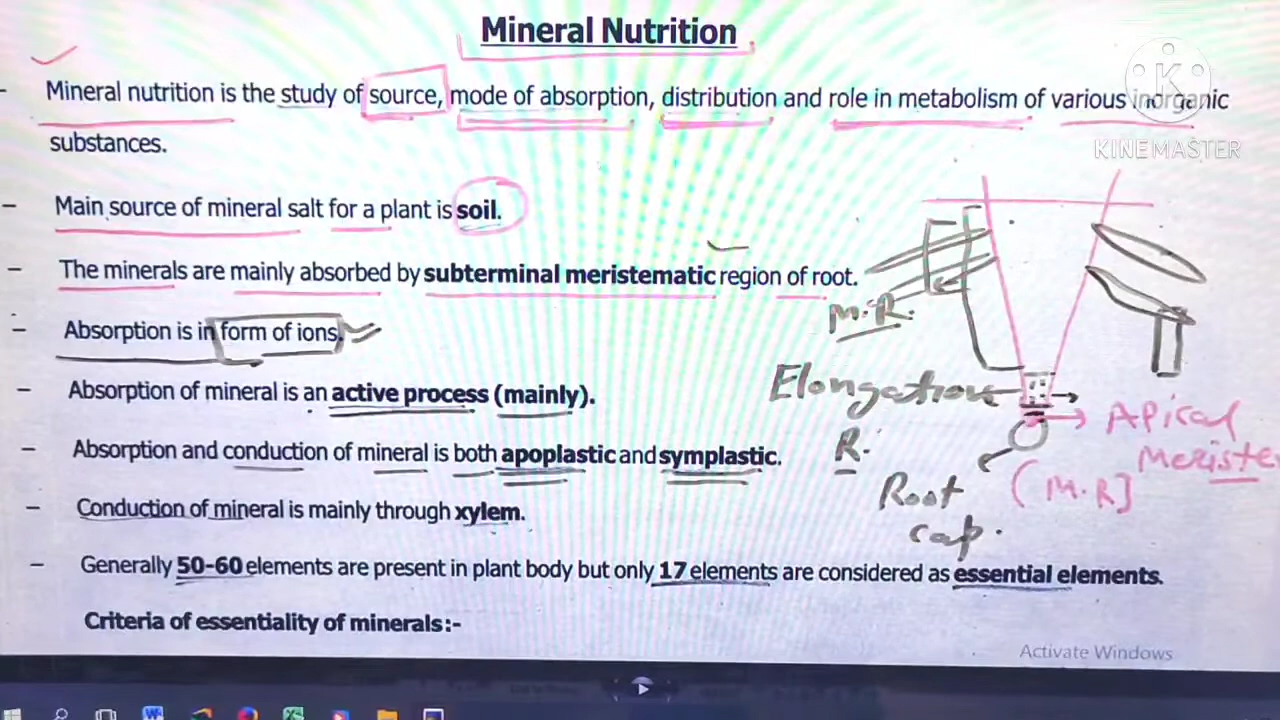 Mineral Nutrition
Mineral nutrition is the study of source, mode of absorption, distribution and role in metabolism of various inorganic
substances.
KINEMASTER
– Main source of mineral salt for a plant is soil.
– The minerals are mainly absorbed by subterminal meristematic region of root.
M.R.
– Absorption is in form of ions.
Elongation
R.
– Absorption of mineral is an active process (mainly).
Apical
Meriste
(M.R]
– Absorption and conduction of mineral is both apoplastic and symplastic.
Root
cap.
– Conduction of mineral is mainly through xylem.
– Generally 50-60 elements are present in plant body but only 17 elements are considered as essential elements.
Criteria of essentiality of minerals:-
Activate Windows